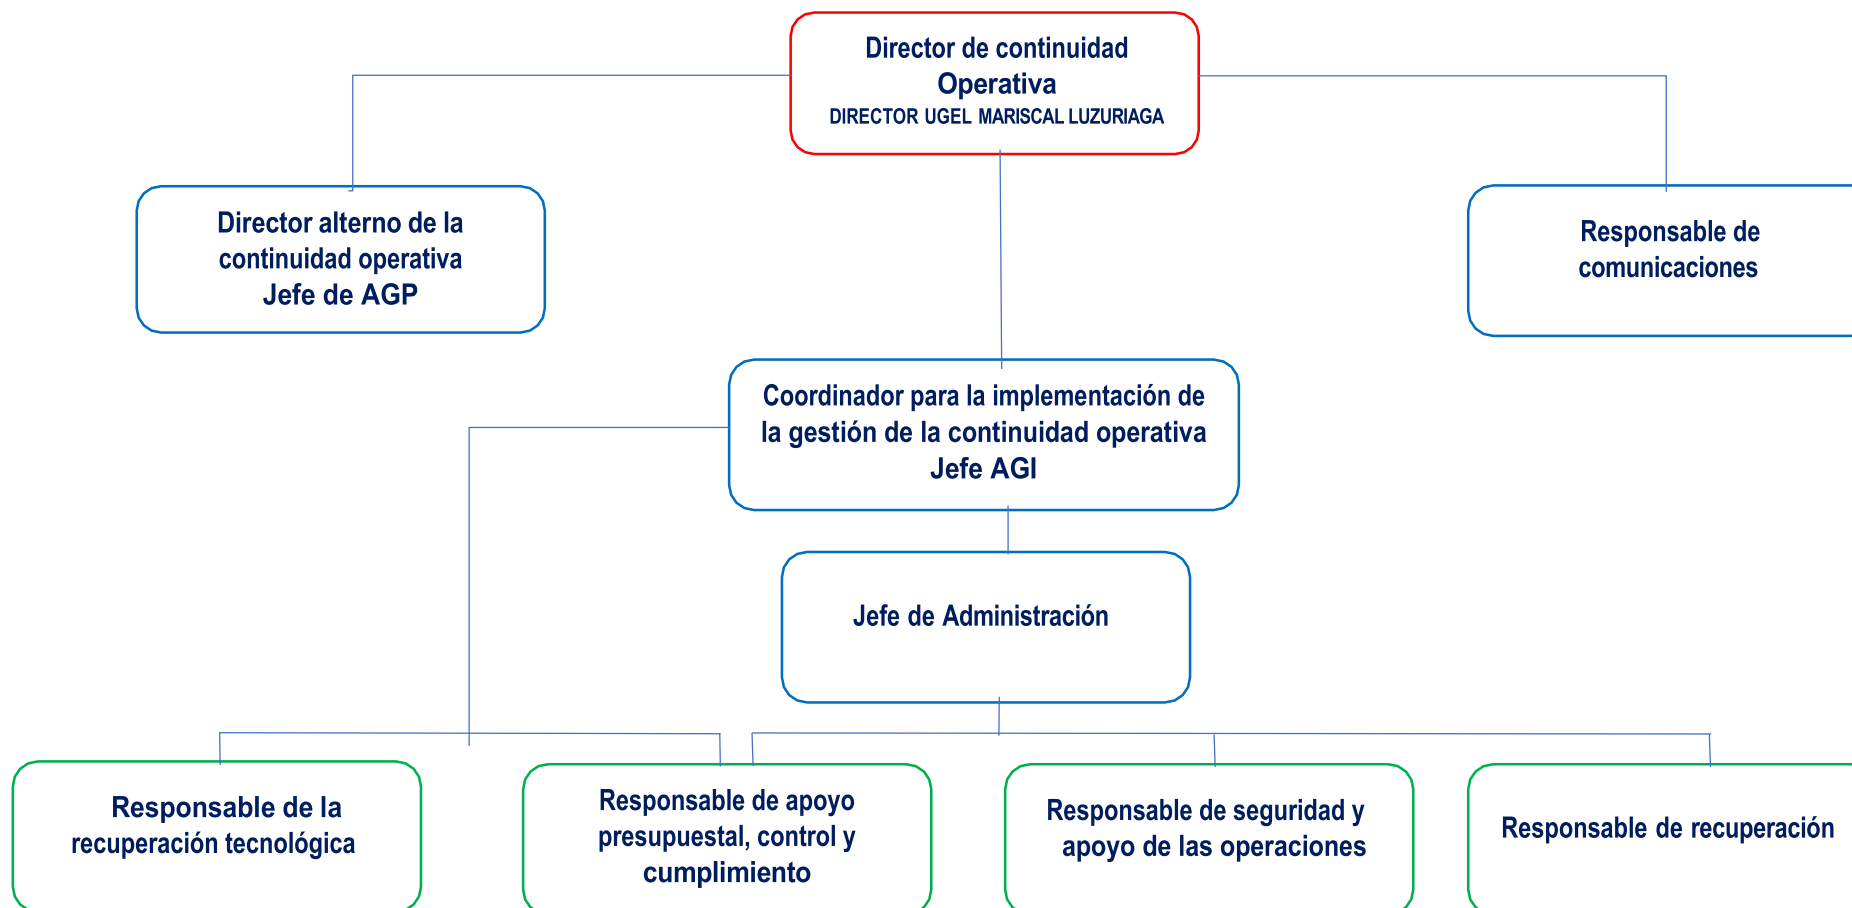 Director de continuidad
Operativa
DIRECTOR UGEL MARISCAL LUZURIAGA
Director alterno de la
continuidad operativa
Jefe de AGP
Responsable de
comunicaciones
Coordinador para la implementación de
la gestión de la continuidad operativa
Jefe AGI
Jefe de Administración
Responsable de la
recuperación tecnológica
Responsable de apoyo
presupuestal, control y
cumplimiento
Responsable de seguridad y
apoyo de las operaciones
Responsable de recuperación